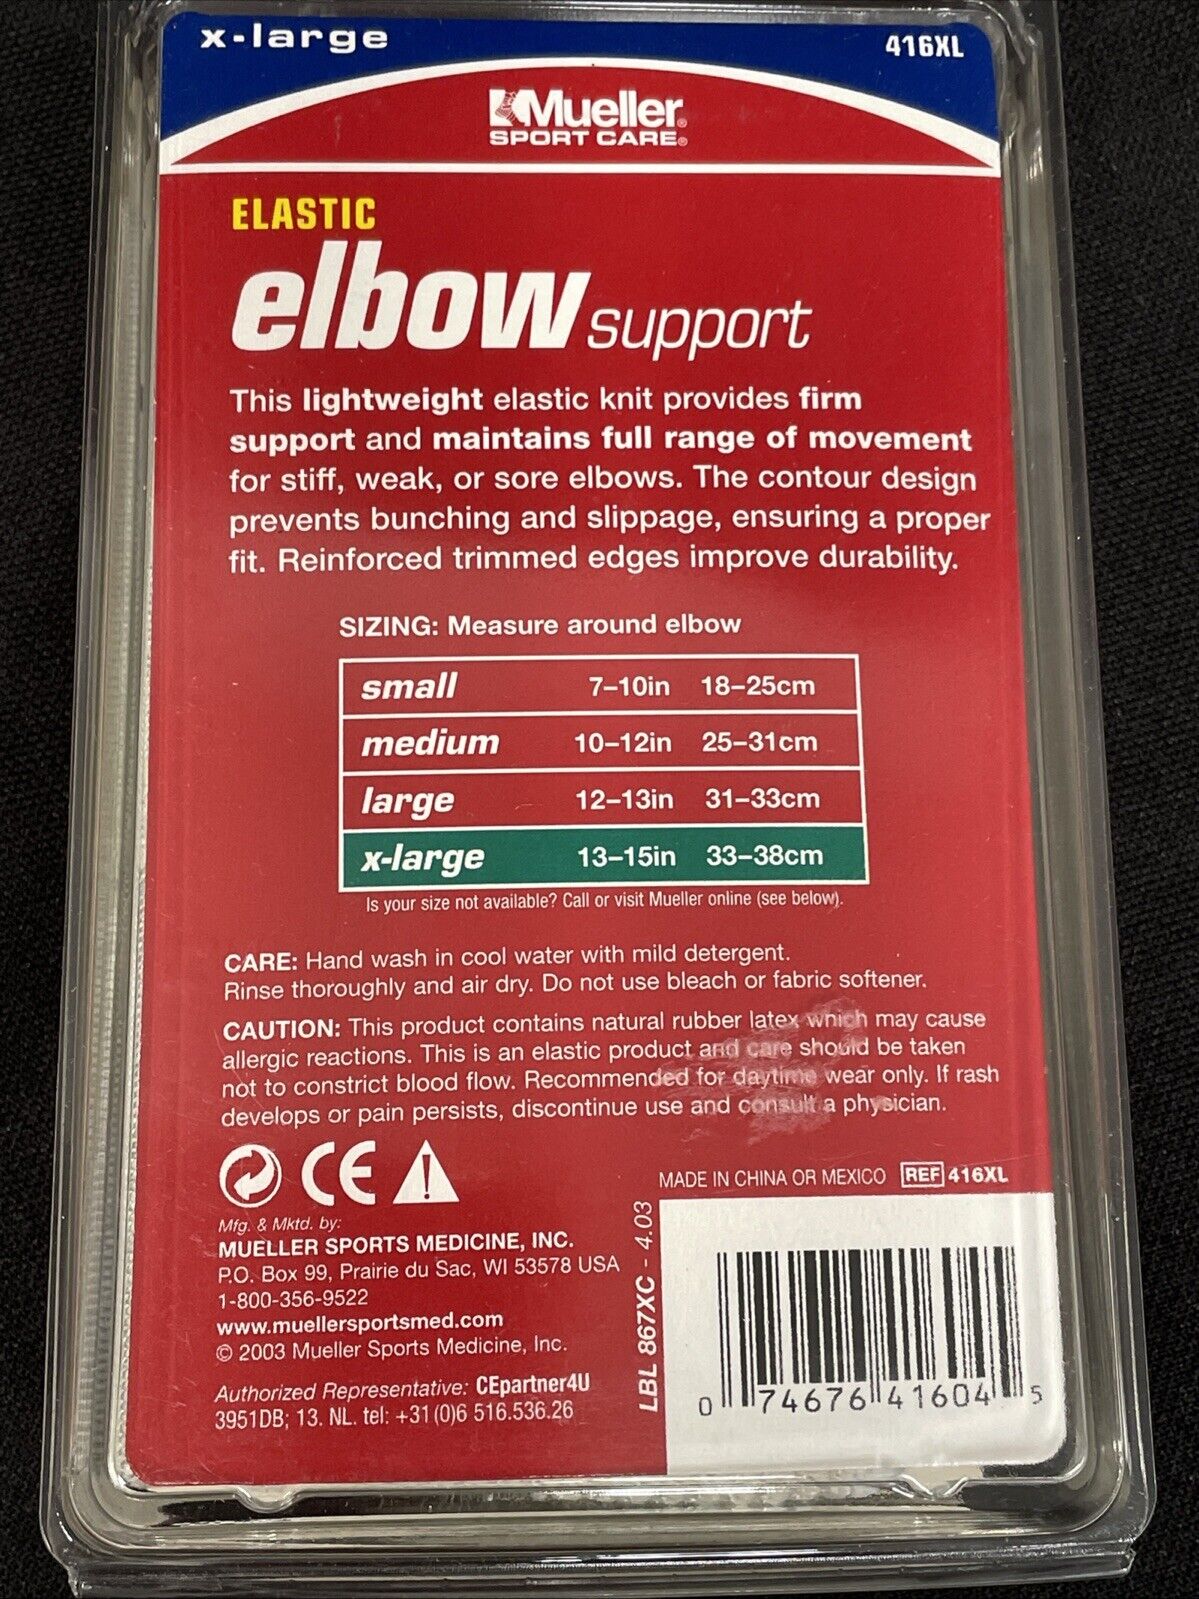 x-large 416XL
Mueller®
SPORT CARE®
ELASTIC
elbow support
This lightweight elastic knit provides firm
support and maintains full range of movement
for stiff, weak, or sore elbows. The contour design
prevents bunching and slippage, ensuring a proper
fit. Reinforced trimmed edges improve durability.
SIZING: Measure around elbow
small 7–10in 18–25cm
medium 10–12in 25–31cm
large 12–13in 31–33cm
x-large 13–15in 33–38cm
Is your size not available? Call or visit Mueller online (see below).
CARE: Hand wash in cool water with mild detergent.
Rinse thoroughly and air dry. Do not use bleach or fabric softener.
CAUTION: This product contains natural rubber latex which may cause
allergic reactions. This is an elastic product and care should be taken
not to constrict blood flow. Recommended for daytime wear only. If rash
develops or pain persists, discontinue use and consult a physician.
CE
MADE IN CHINA OR MEXICO REF 416XL
Mfg. & Mktd. by:
MUELLER SPORTS MEDICINE, INC.
P.O. Box 99, Prairie du Sac, WI 53578 USA
1-800-356-9522
www.muellersportsmed.com
© 2003 Mueller Sports Medicine, Inc.
Authorized Representative: CEpartner4U
3951DB; 13. NL. tel: +31 (0)6 516.536.26
LBL 867XC - 4.03
0 74676 41604 5